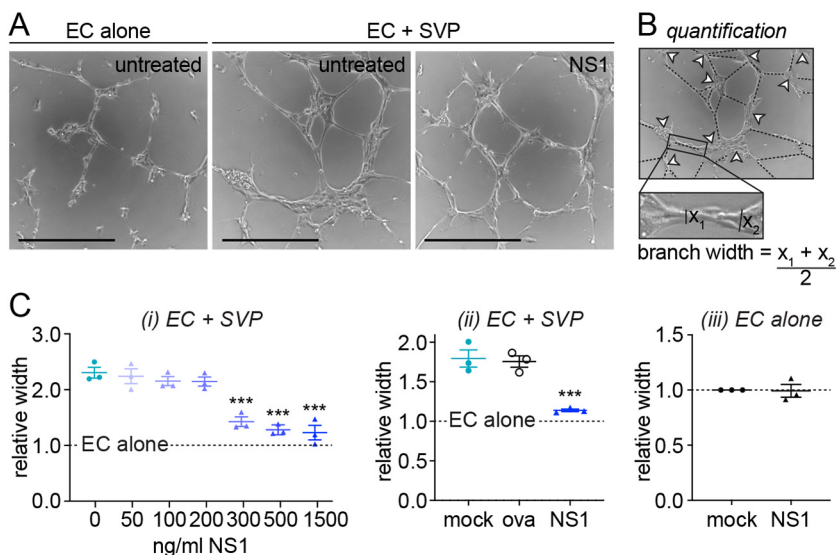 A
EC alone
EC + SVP
untreated
untreated
NS1
B
quantification
x1
x2
branch width = x1 + x2
2
C
(i) EC + SVP
relative width
3.0
2.0
1.0
0.0
EC alone
***
***
***
0 50 100 200 300 500 1500
ng/ml NS1
(ii) EC + SVP
relative width
2.0
1.5
1.0
0.5
0.0
EC alone
***
mock ova NS1
(iii) EC alone
relative width
1.5
1.0
0.5
0.0
mock NS1